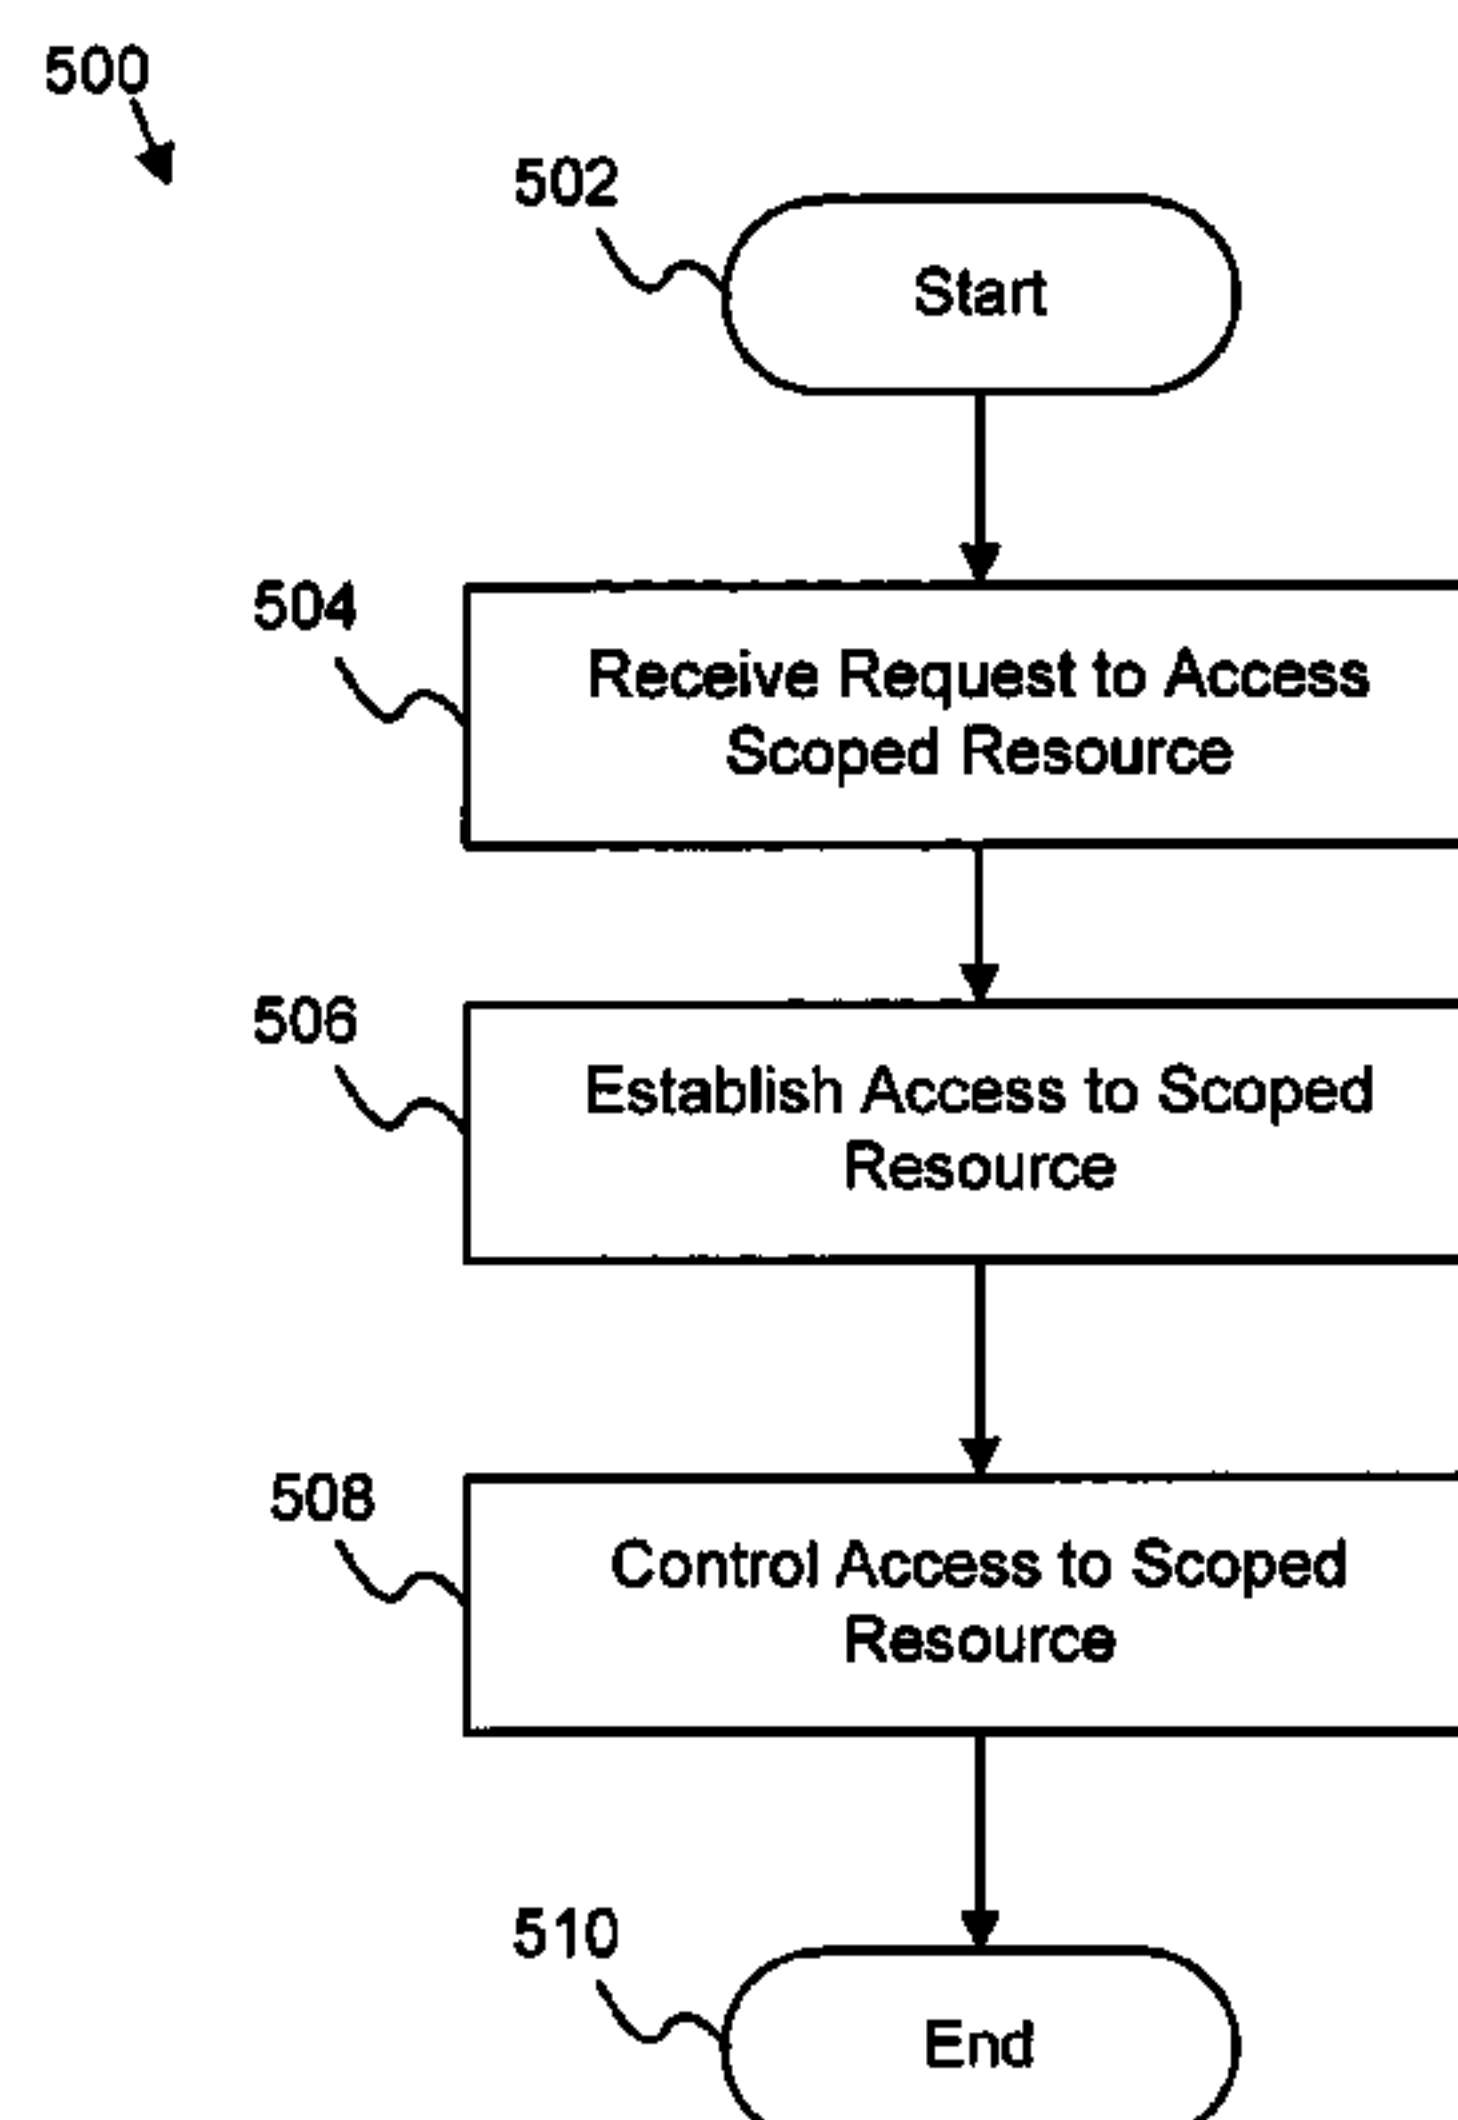 500
502
Start
504
Receive Request to Access
Scoped Resource
506
Establish Access to Scoped
Resource
508
Control Access to Scoped
Resource
510
End